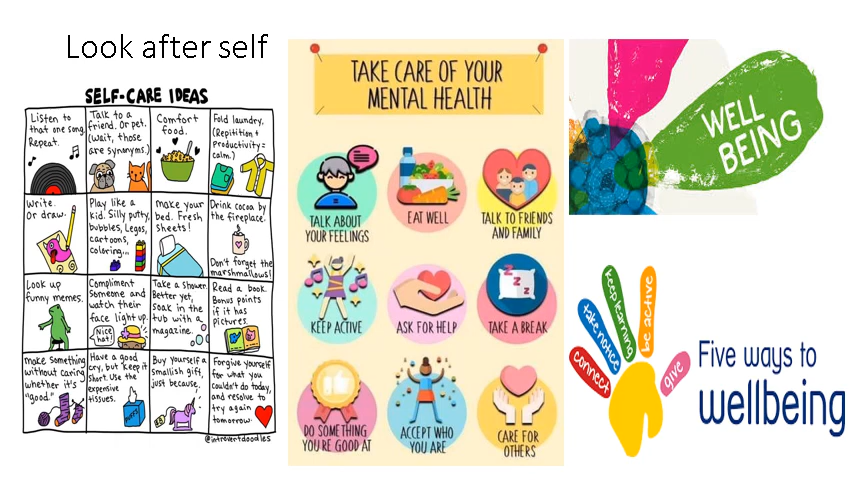 Look after self
SELF-CARE IDEAS
Listen to
that one song.
Repeat.
Talk to a
friend. Or pet.
(Wait, those
are synonyms.)
Comfort
food.
Fold laundry.
(Repitition +
Productivity =
calm.)
Write.
Or draw.
Play like a
kid. Silly putty,
bubbles, Legos,
cartoons,
coloring...
make your
bed. Fresh
sheets!
Drink cocoa by
the fireplace.
Don't forget the
marshmallows!
Look up
funny memes.
Compliment
Someone and
watch their
face light up.
Nice
hat!
Take a shower.
Better yet,
Soak in the
tub with a
magazine.
Read a book.
Bonus points
if it has
pictures.
make Something
without caring
whether it's
"good."
Have a good
cry, but keep it
Short. Use the
expensive
tissues.
PUFFS
Buy yourself a
Smallish gift,
just because.
Forgive yourself
for what you
couldn't do today,
and resolve to
try again
tomorrow.
@introvertdoodles
TAKE CARE OF YOUR
MENTAL HEALTH
TALK ABOUT
YOUR FEELINGS
EAT WELL
TALK TO FRIENDS
AND FAMILY
KEEP ACTIVE
ASK FOR HELP
Z
Z
Z
TAKE A BREAK
DO SOMETHING
YOU'RE GOOD AT
ACCEPT WHO
YOU ARE
CARE FOR
OTHERS
WELL
BEING
connect
take notice
keep learning
be active
give
Five ways to
wellbeing